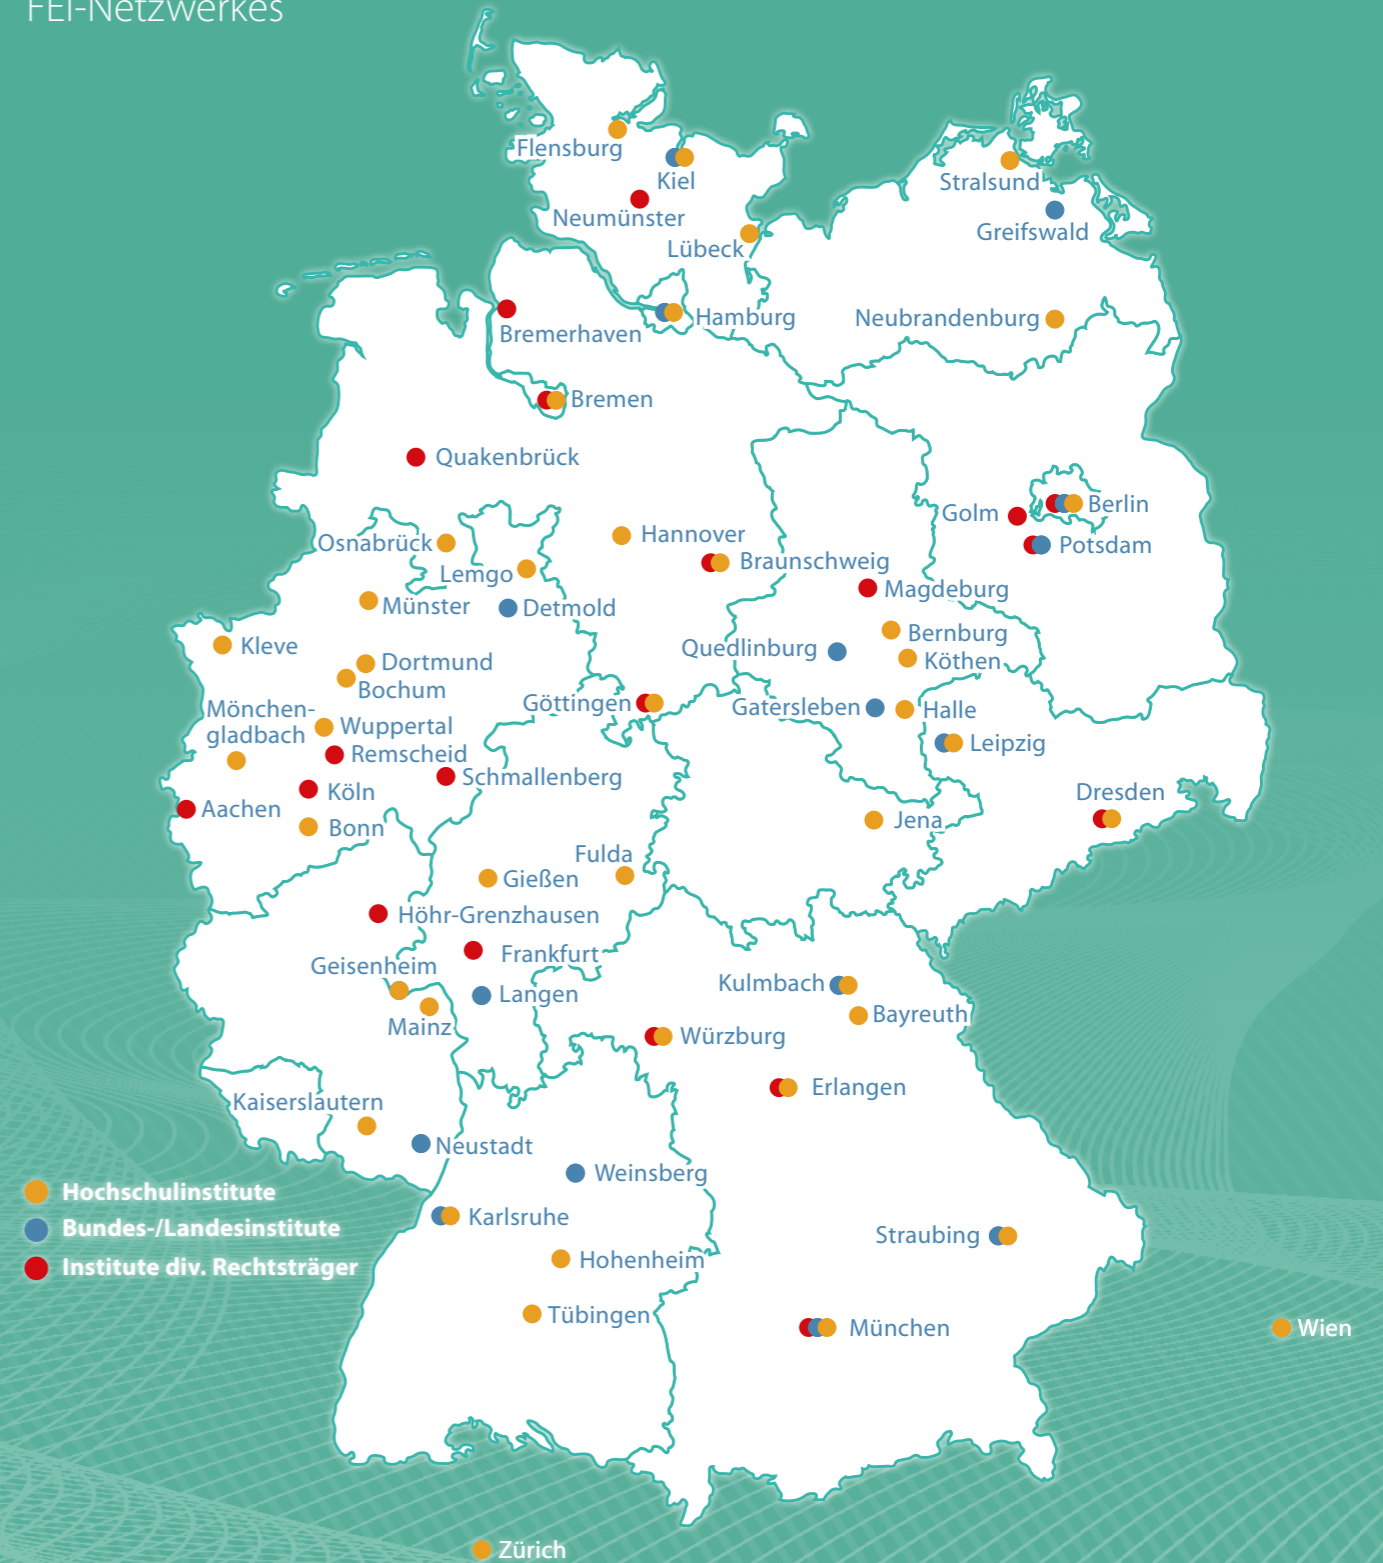 FEI-Netzwerkes
Flensburg
Kiel
Stralsund
Neumünster
Greifswald
Lübeck
Hamburg
Neubrandenburg
Bremerhaven
Bremen
Quakenbrück
Berlin
Golm
Hannover
Osnabrück
Potsdam
Braunschweig
Lemgo
Magdeburg
Münster
Detmold
Bernburg
Kleve
Quedlinburg
Dortmund
Köthen
Bochum
Göttingen
Gatersleben
Halle
Mönchen-
gladbach
Wuppertal
Leipzig
Remscheid
Schmallenberg
Köln
Dresden
Aachen
Jena
Bonn
Fulda
Gießen
Höhr-Grenzhausen
Frankfurt
Geisenheim
Kulmbach
Langen
Bayreuth
Mainz
Würzburg
Erlangen
Kaiserslautern
Neustadt
Weinsberg
Hochschulinstitute
Karlsruhe
Bundes-/Landesinstitute
Straubing
Hohenheim
Institute div. Rechtsträger
Tübingen
München
Wien
Zürich